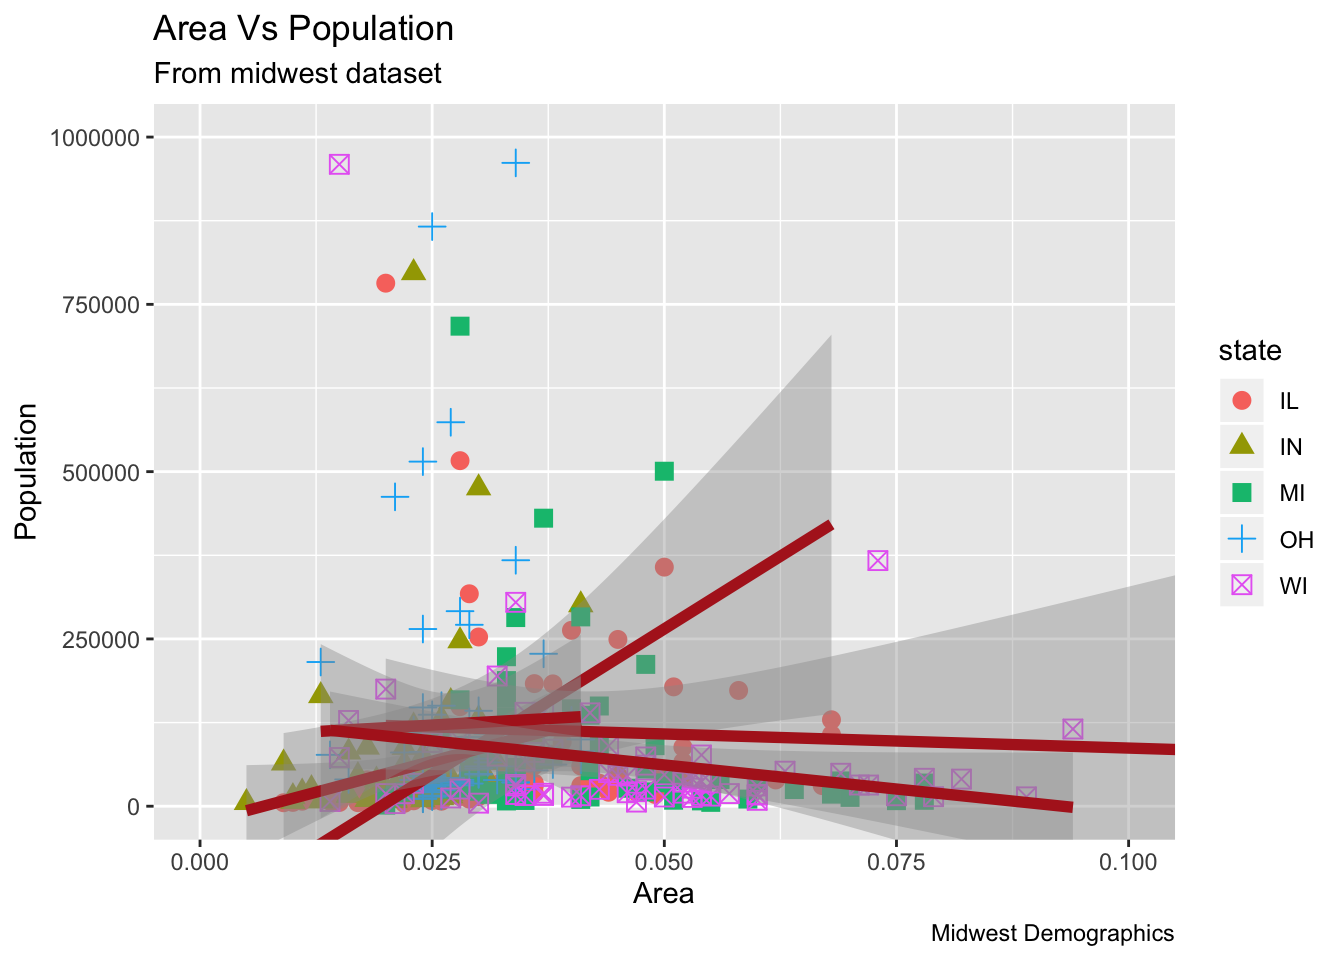 Area Vs Population
From midwest dataset
Population
1000000
750000
500000
250000
0
0.000 0.025 0.050 0.075 0.100
Area
state
IL
IN
MI
OH
WI
Midwest Demographics